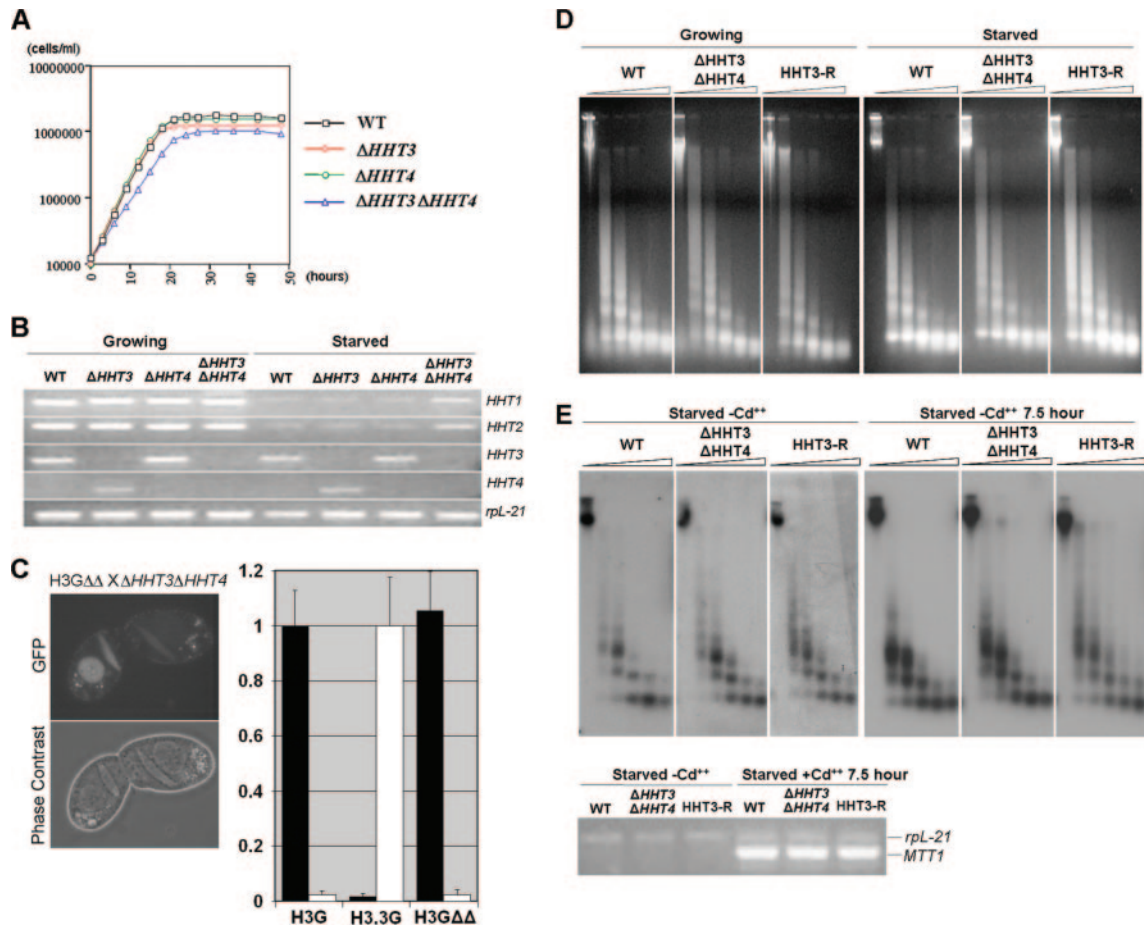 A
(cells/ml)
10000000
1000000
100000
10000
0
10
20
30
40
50
(hours)
WT
ΔHHT3
ΔHHT4
ΔHHT3 ΔHHT4
B
Growing
Starved
WT
ΔHHT3
ΔHHT4
ΔHHT3
ΔHHT4
WT
ΔHHT3
ΔHHT4
ΔHHT3
ΔHHT4
HHT1
HHT2
HHT3
HHT4
rpL-21
C
H3GΔΔ X ΔHHT3ΔHHT4
GFP
Phase Contrast
1.2
1
0.8
0.6
0.4
0.2
0
H3G
H3.3G
H3GΔΔ
D
Growing
Starved
WT
ΔHHT3
ΔHHT4
HHT3-R
WT
ΔHHT3
ΔHHT4
HHT3-R
E
Starved -Cd++
Starved -Cd++ 7.5 hour
WT
ΔHHT3
ΔHHT4
HHT3-R
WT
ΔHHT3
ΔHHT4
HHT3-R
Starved -Cd++
Starved +Cd++ 7.5 hour
WT
ΔHHT3
ΔHHT4
HHT3-R
WT
ΔHHT3
ΔHHT4
HHT3-R
rpL-21
MTT1